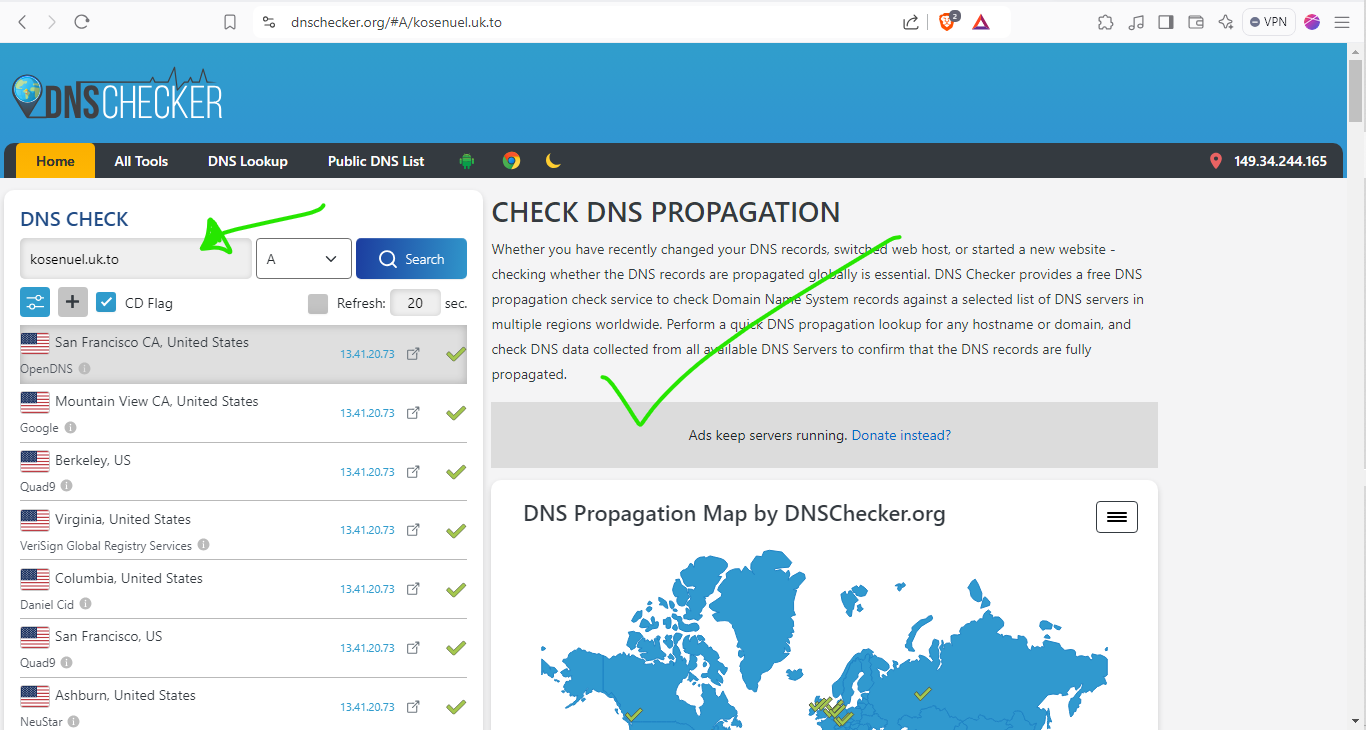 dnschecker.org/#A/kosenuel.uk.to
2
VPN
DNSCHECKER
Home
All Tools
DNS Lookup
Public DNS List
149.34.244.165
DNS CHECK
kosenuel.uk.to
A
Search
CD Flag
Refresh:
20
sec.
San Francisco CA, United States
OpenDNS
13.41.20.73
Mountain View CA, United States
Google
13.41.20.73
Berkeley, US
Quad9
13.41.20.73
Virginia, United States
VeriSign Global Registry Services
13.41.20.73
Columbia, United States
Daniel Cid
13.41.20.73
San Francisco, US
Quad9
13.41.20.73
Ashburn, United States
NeuStar
13.41.20.73
CHECK DNS PROPAGATION
Whether you have recently changed your DNS records, switched web host, or started a new website -
checking whether the DNS records are propagated globally is essential. DNS Checker provides a free DNS
propagation check service to check Domain Name System records against a selected list of DNS servers in
multiple regions worldwide. Perform a quick DNS propagation lookup for any hostname or domain, and
check DNS data collected from all available DNS Servers to confirm that the DNS records are fully
propagated.
Ads keep servers running. Donate instead?
DNS Propagation Map by DNSChecker.org